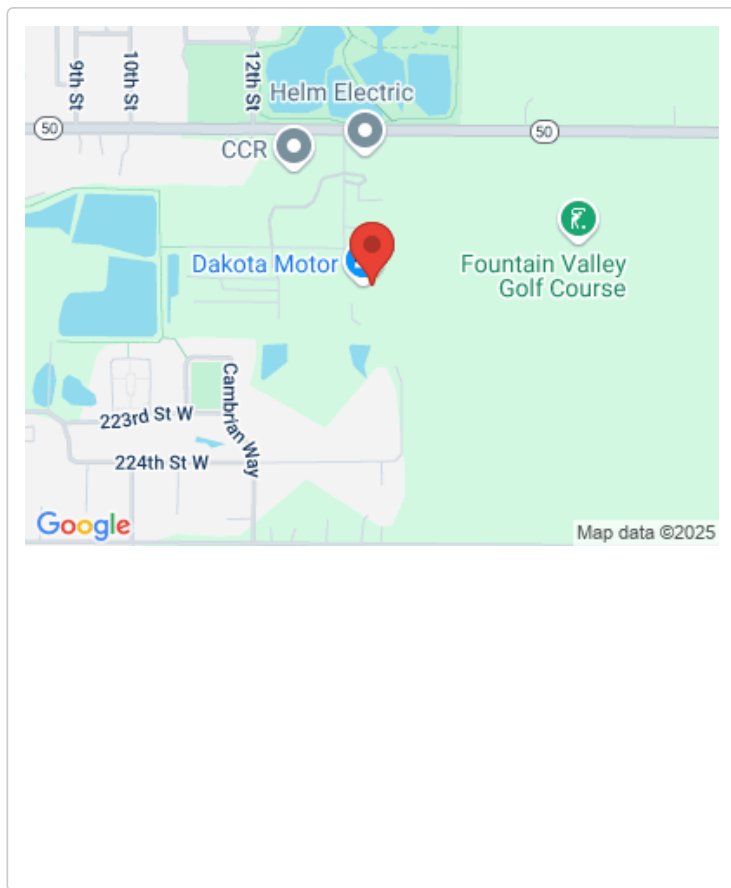 9th St
10th St
12th St
Helm Electric
50
50
CCR
Dakota Motor
Fountain Valley
Golf Course
Cambrian Way
223rd St W
224th St W
Google
Map data ©2025